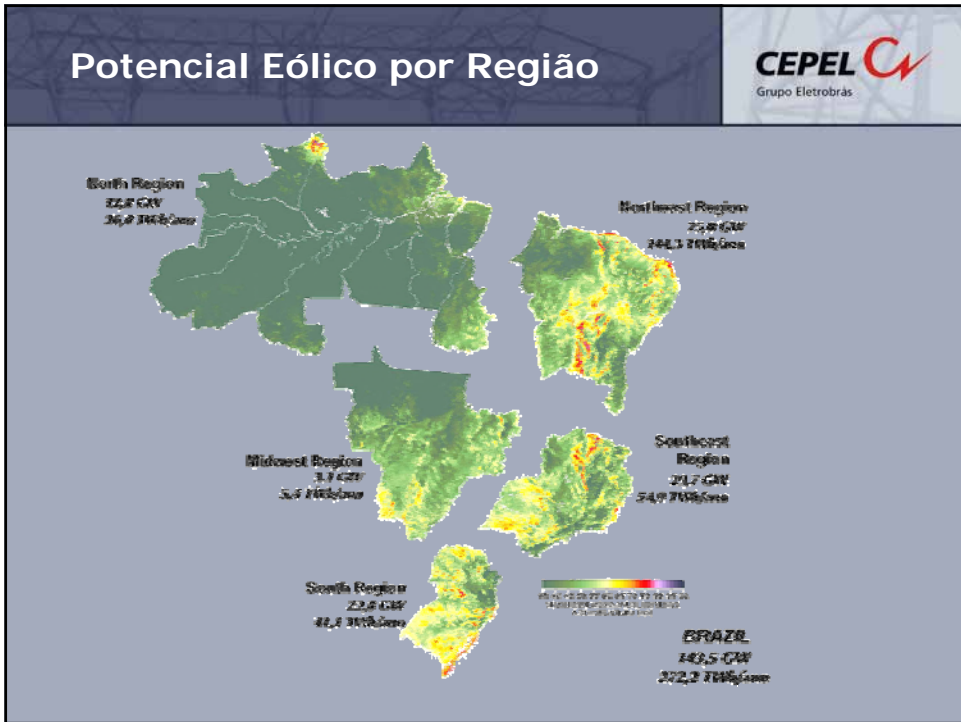 Potencial Eólico por Região
CEPEL
Grupo Eletrobrás
North Region
12,8 GW
26,4 TWh/ano
Northeast Region
75,0 GW
144,3 TWh/ano
Midwest Region
3,1 GW
5,4 TWh/ano
Southeast
Region
29,7 GW
54,9 TWh/ano
South Region
22,8 GW
41,1 TWh/ano
BRAZIL
143,5 GW
272,2 TWh/ano